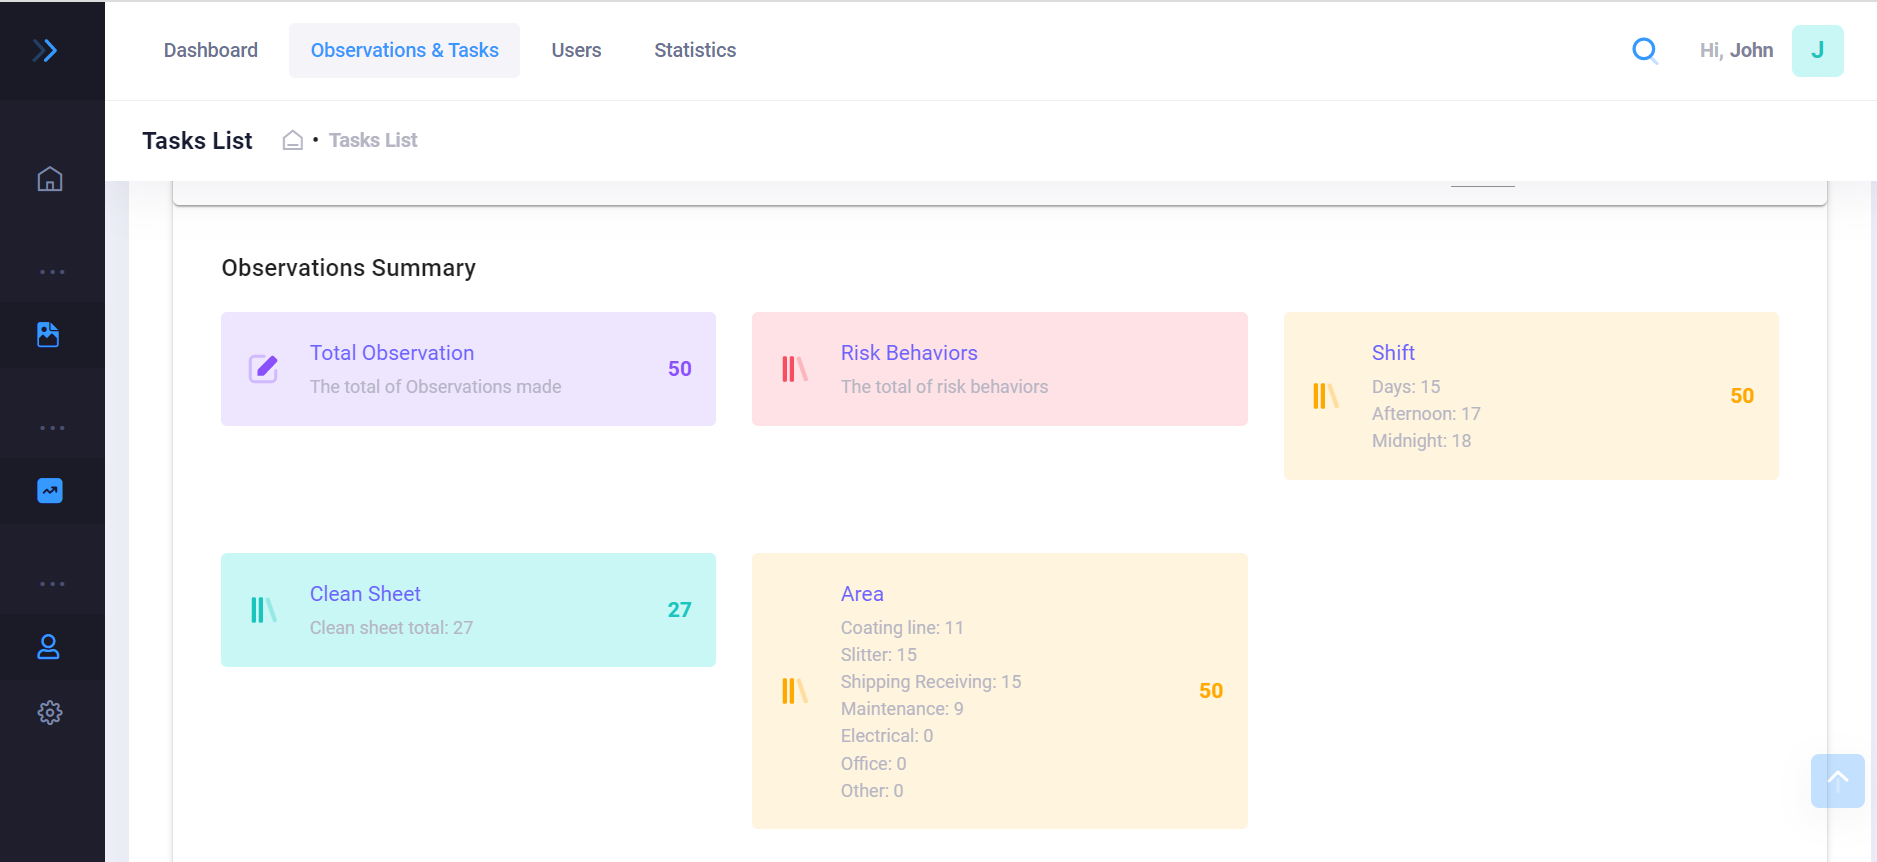 Dashboard
Observations & Tasks
Users
Statistics
Hi, John
J
Tasks List
• Tasks List
Observations Summary
Total Observation
The total of Observations made
50
Risk Behaviors
The total of risk behaviors
Shift
Days: 15
Afternoon: 17
Midnight: 18
50
Clean Sheet
Clean sheet total: 27
27
Area
Coating line: 11
Slitter: 15
Shipping Receiving: 15
Maintenance: 9
Electrical: 0
Office: 0
Other: 0
50